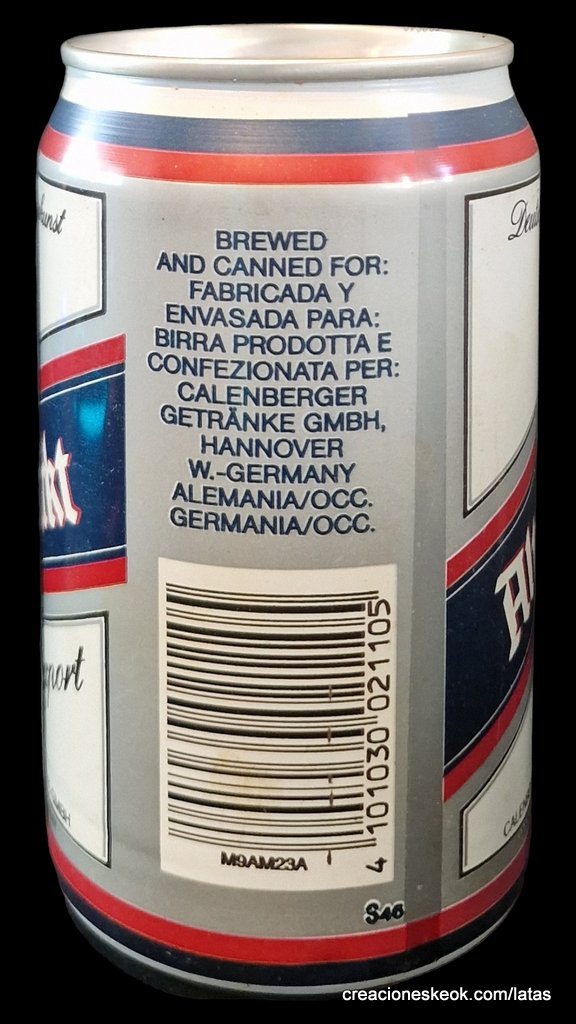 BREWED
AND CANNED FOR:
FABRICADA Y
ENVASADA PARA:
BIRRA PRODOTTA E
CONFEZIONATA PER:
CALENBERGER
GETRÄNKE GMBH,
HANNOVER
W.-GERMANY
ALEMANIA/OCC.
GERMANIA/OCC.
4 101030 021105
M9AM23A
S46
creacioneskeok.com/latas